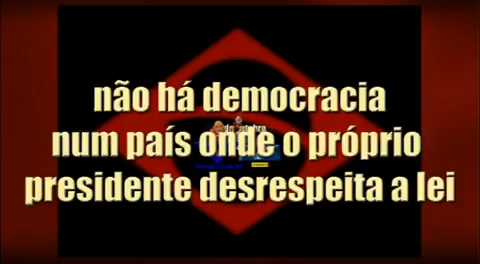 não há democracia
num país onde o próprio
presidente desrespeita a lei